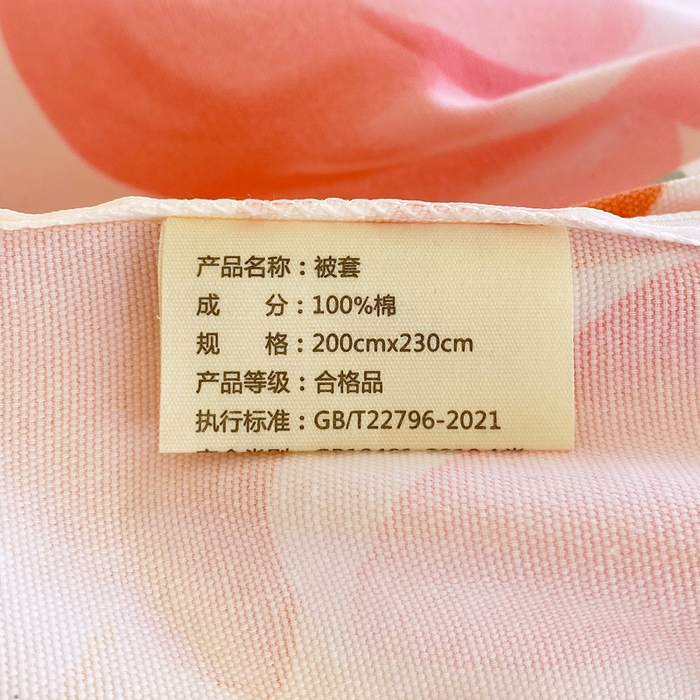 产品名称：被套
成 分：100%棉
规 格：200cmx230cm
产品等级：合格品
执行标准：GB/T22796-2021